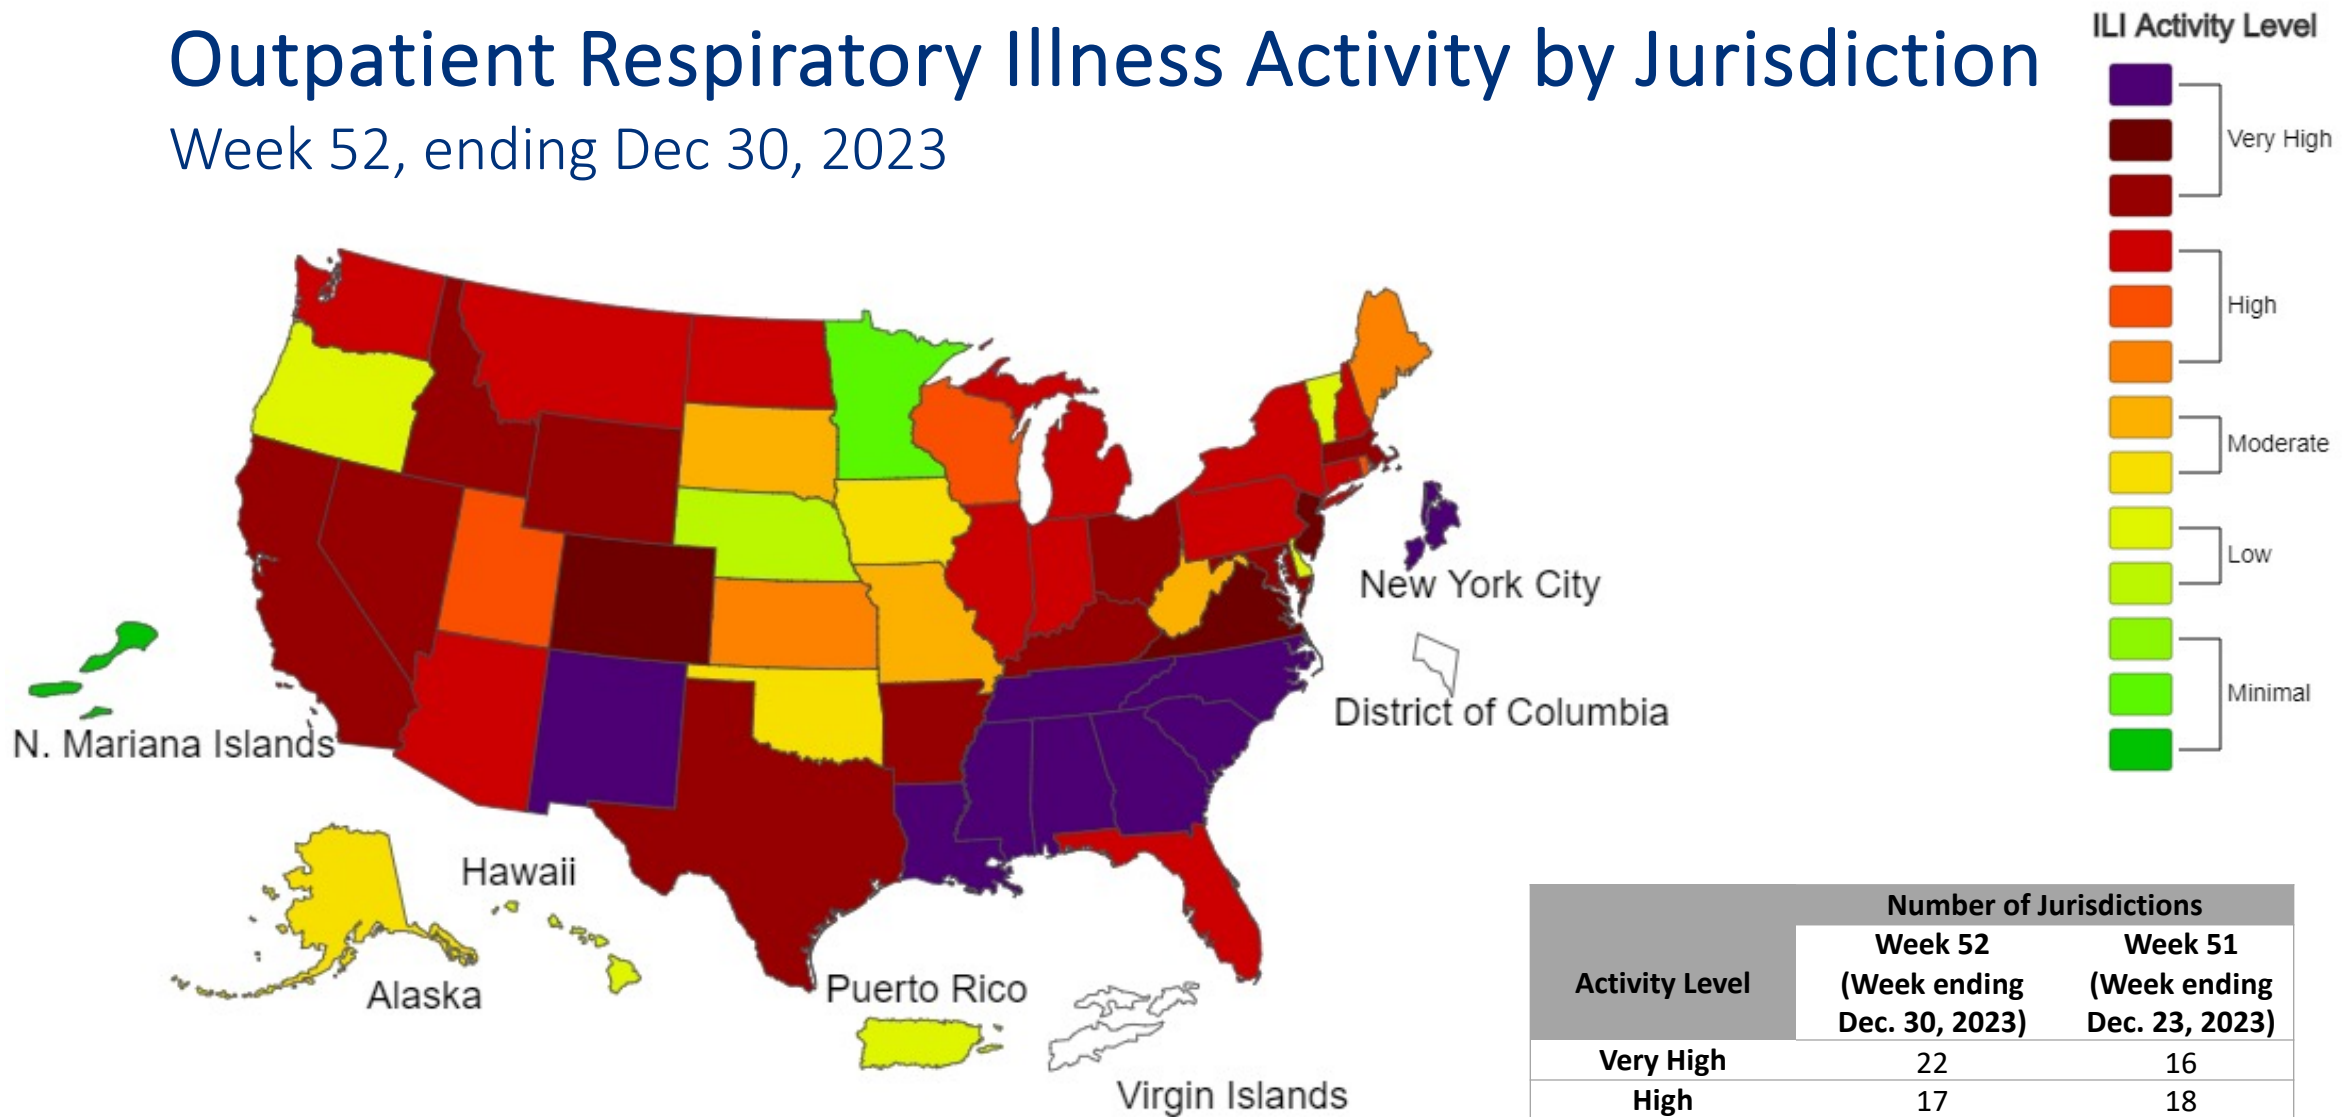 Outpatient Respiratory Illness Activity by Jurisdiction
Week 52, ending Dec 30, 2023
ILI Activity Level
Very High
High
Moderate
Low
Minimal
New York City
District of Columbia
N. Mariana Islands
Hawaii
Alaska
Puerto Rico
Virgin Islands
Number of Jurisdictions
Activity Level
Week 52
(Week ending
Dec. 30, 2023)
Week 51
(Week ending
Dec. 23, 2023)
Very High 22 16
High 17 18